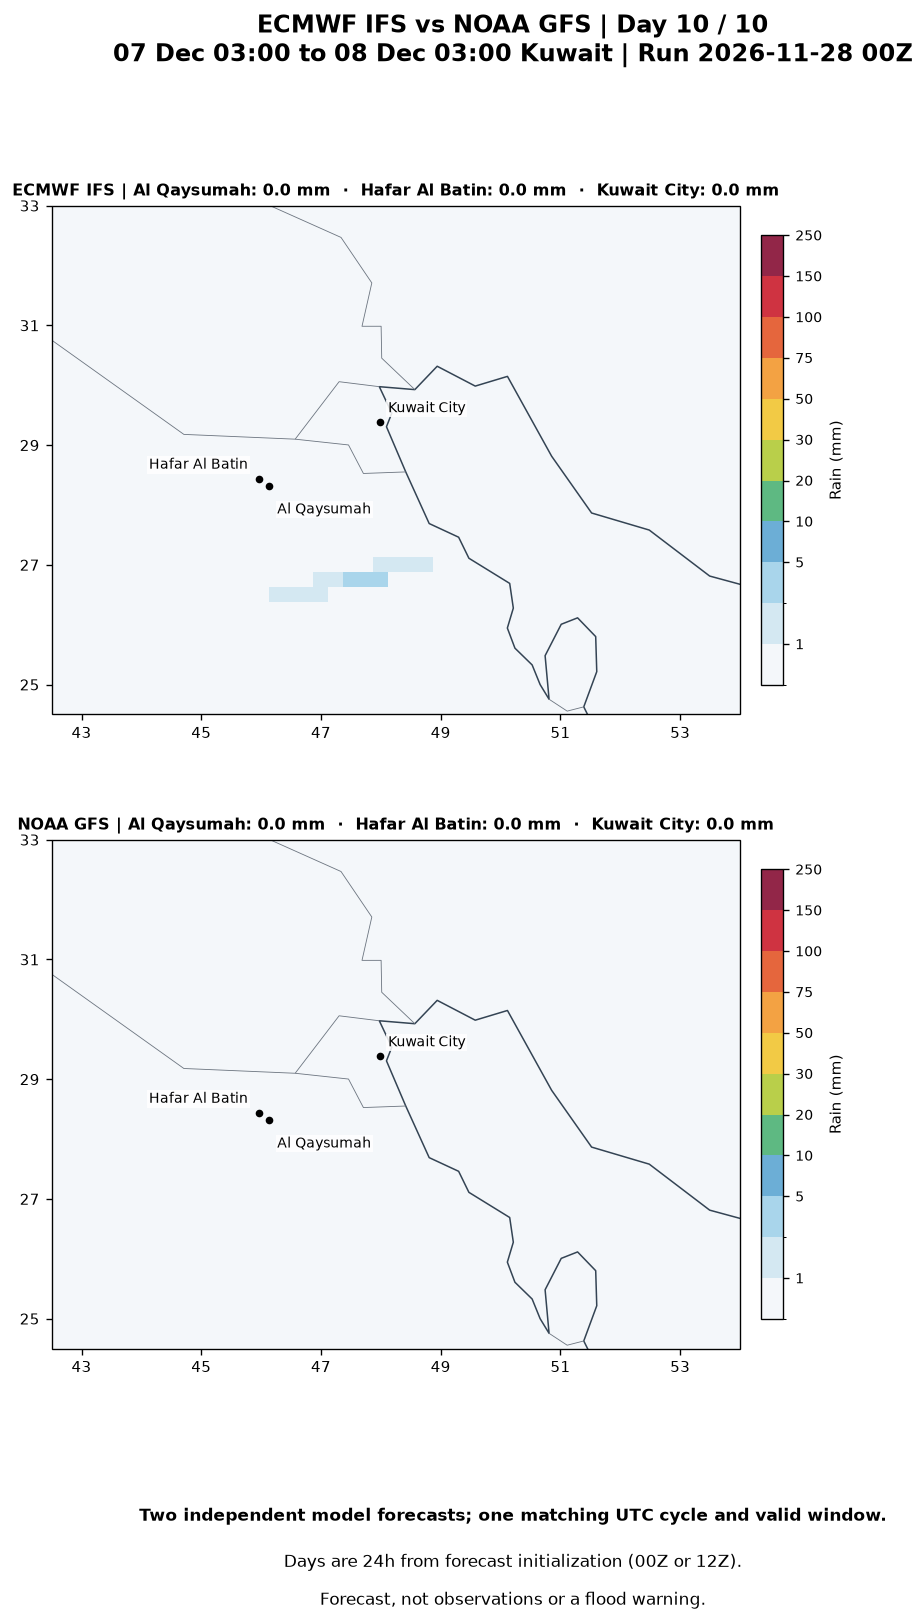 ECMWF IFS vs NOAA GFS | Day 10 / 10
07 Dec 03:00 to 08 Dec 03:00 Kuwait | Run 2026-11-28 00Z
ECMWF IFS | Al Qaysumah: 0.0 mm · Hafar Al Batin: 0.0 mm · Kuwait City: 0.0 mm
33
31
29
27
25
Kuwait City
Hafar Al Batin
Al Qaysumah
43 45 47 49 51 53
250
150
100
75
50
30
20
10
5
1
Rain (mm)
NOAA GFS | Al Qaysumah: 0.0 mm · Hafar Al Batin: 0.0 mm · Kuwait City: 0.0 mm
33
31
29
27
25
Kuwait City
Hafar Al Batin
Al Qaysumah
43 45 47 49 51 53
250
150
100
75
50
30
20
10
5
1
Rain (mm)
Two independent model forecasts; one matching UTC cycle and valid window.
Days are 24h from forecast initialization (00Z or 12Z).
Forecast, not observations or a flood warning.